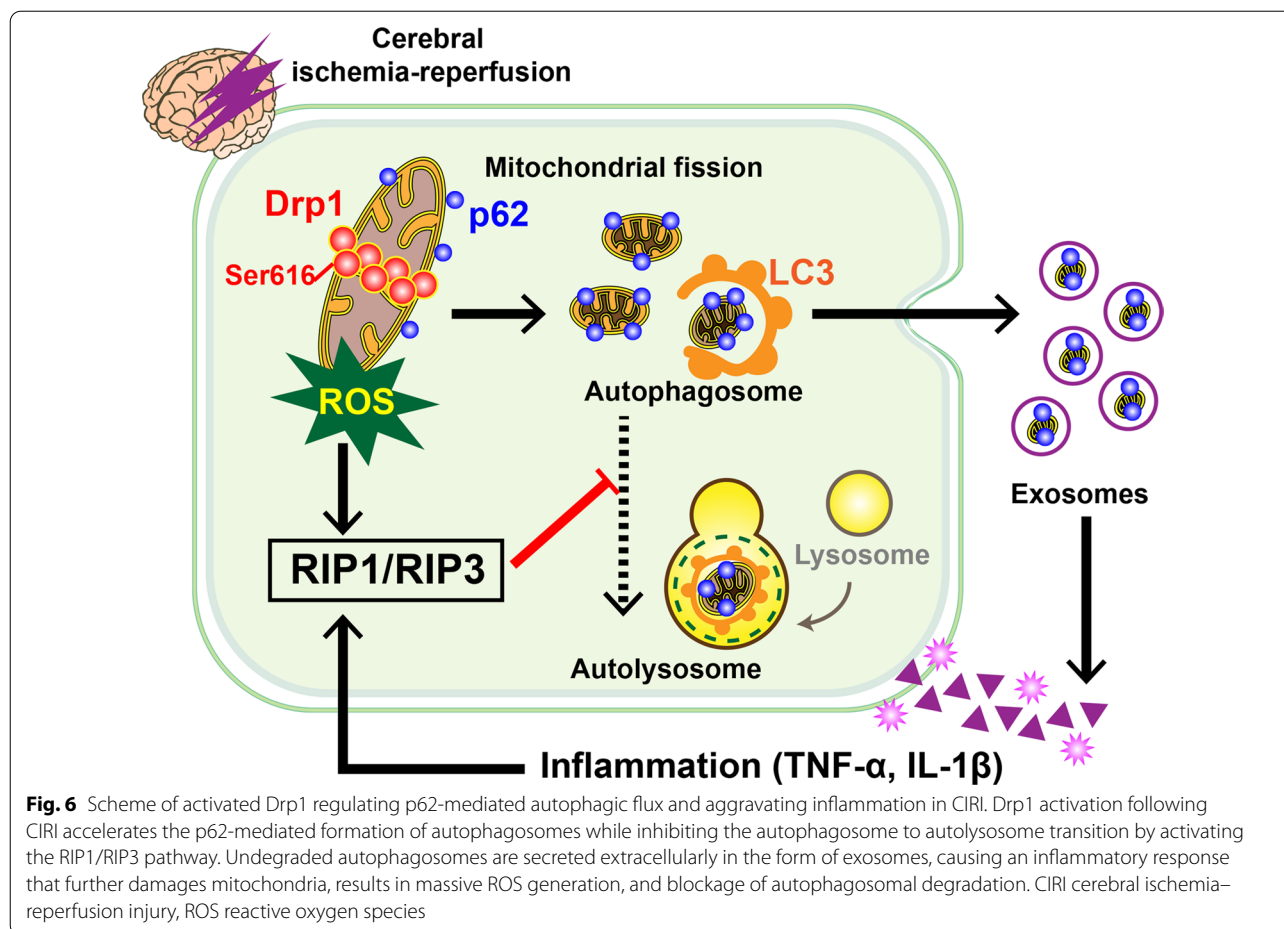 Cerebral
ischemia-reperfusion
Mitochondrial fission
Drp1
p62
Ser616
LC3
ROS
Autophagosome
Exosomes
RIP1/RIP3
Lysosome
Autolysosome
Inflammation (TNF-α, IL-1β)
Fig. 6 Scheme of activated Drp1 regulating p62-mediated autophagic flux and aggravating inflammation in CIRI. Drp1 activation following
CIRI accelerates the p62-mediated formation of autophagosomes while inhibiting the autophagosome to autolysosome transition by activating
the RIP1/RIP3 pathway. Undegraded autophagosomes are secreted extracellularly in the form of exosomes, causing an inflammatory response
that further damages mitochondria, results in massive ROS generation, and blockage of autophagosomal degradation. CIRI cerebral ischemia–
reperfusion injury, ROS reactive oxygen species